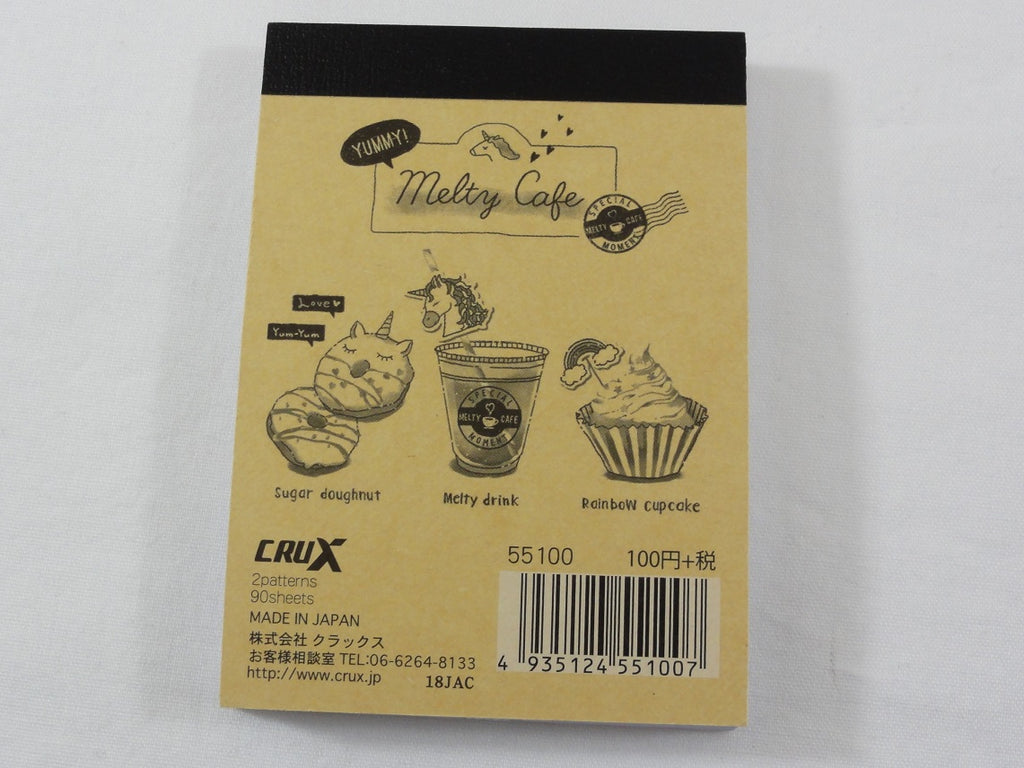 YUMMY!
Melty Cafe
SPECIAL
MELTY CAFE
MOMENT
Love
Yum-Yum
SPECIAL
MELTY CAFE
MOMENT
Sugar doughnut
Melty drink
Rainbow cupcake
CRUX
2patterns
90sheets
MADE IN JAPAN
株式会社 クラックス
お客様相談室 TEL:06-6264-8133
http://www.crux.jp
18JAC
55100 100円+税
4 935124 551007